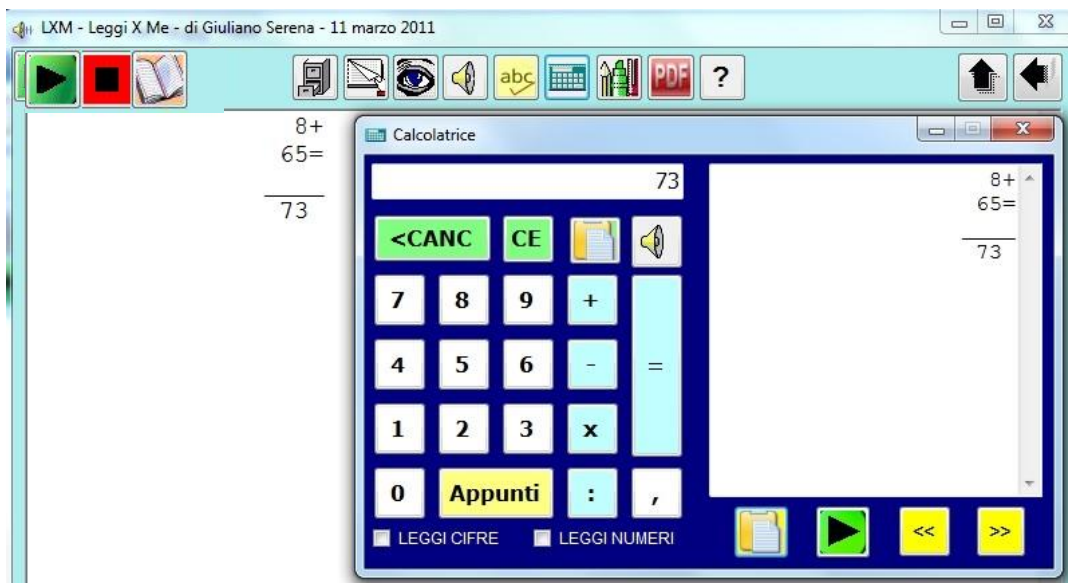 LXM - Leggi X Me - di Giuliano Serena - 11 marzo 2011
abc PDF ?
8+
65=
73
Calcolatrice
73
<CANC CE
7 8 9 +
4 5 6 - =
1 2 3 x
0 Appunti : ,
LEGGI CIFRE LEGGI NUMERI
8+
65=
73
<< >>